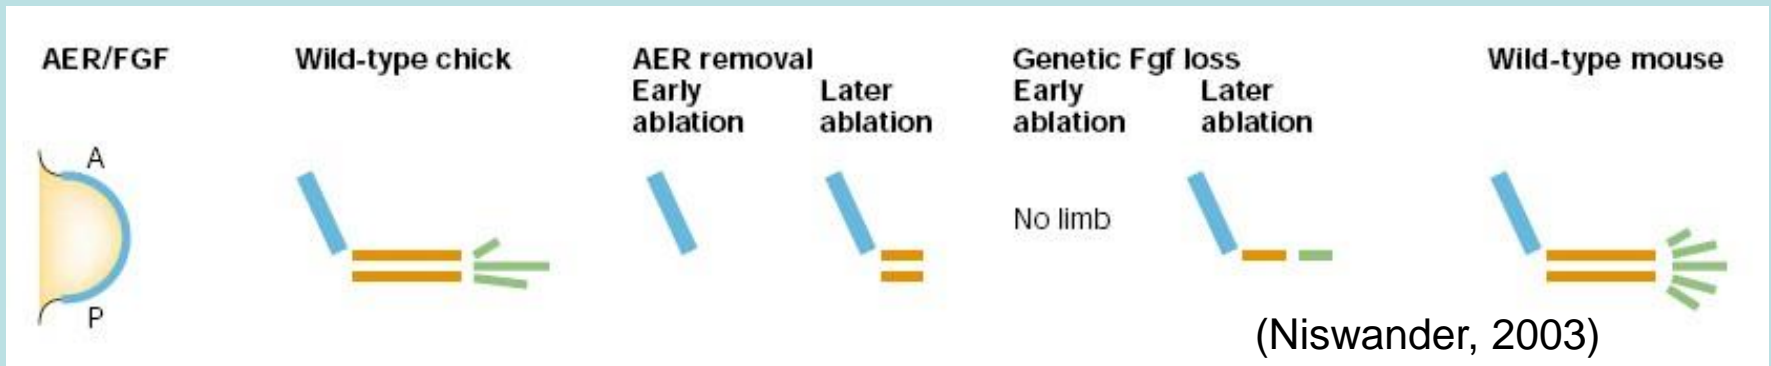 AER/FGF
Wild-type chick
AER removal
Early ablation
Later ablation
Genetic Fgf loss
Early ablation
Later ablation
Wild-type mouse
A
P
No limb
(Niswander, 2003)